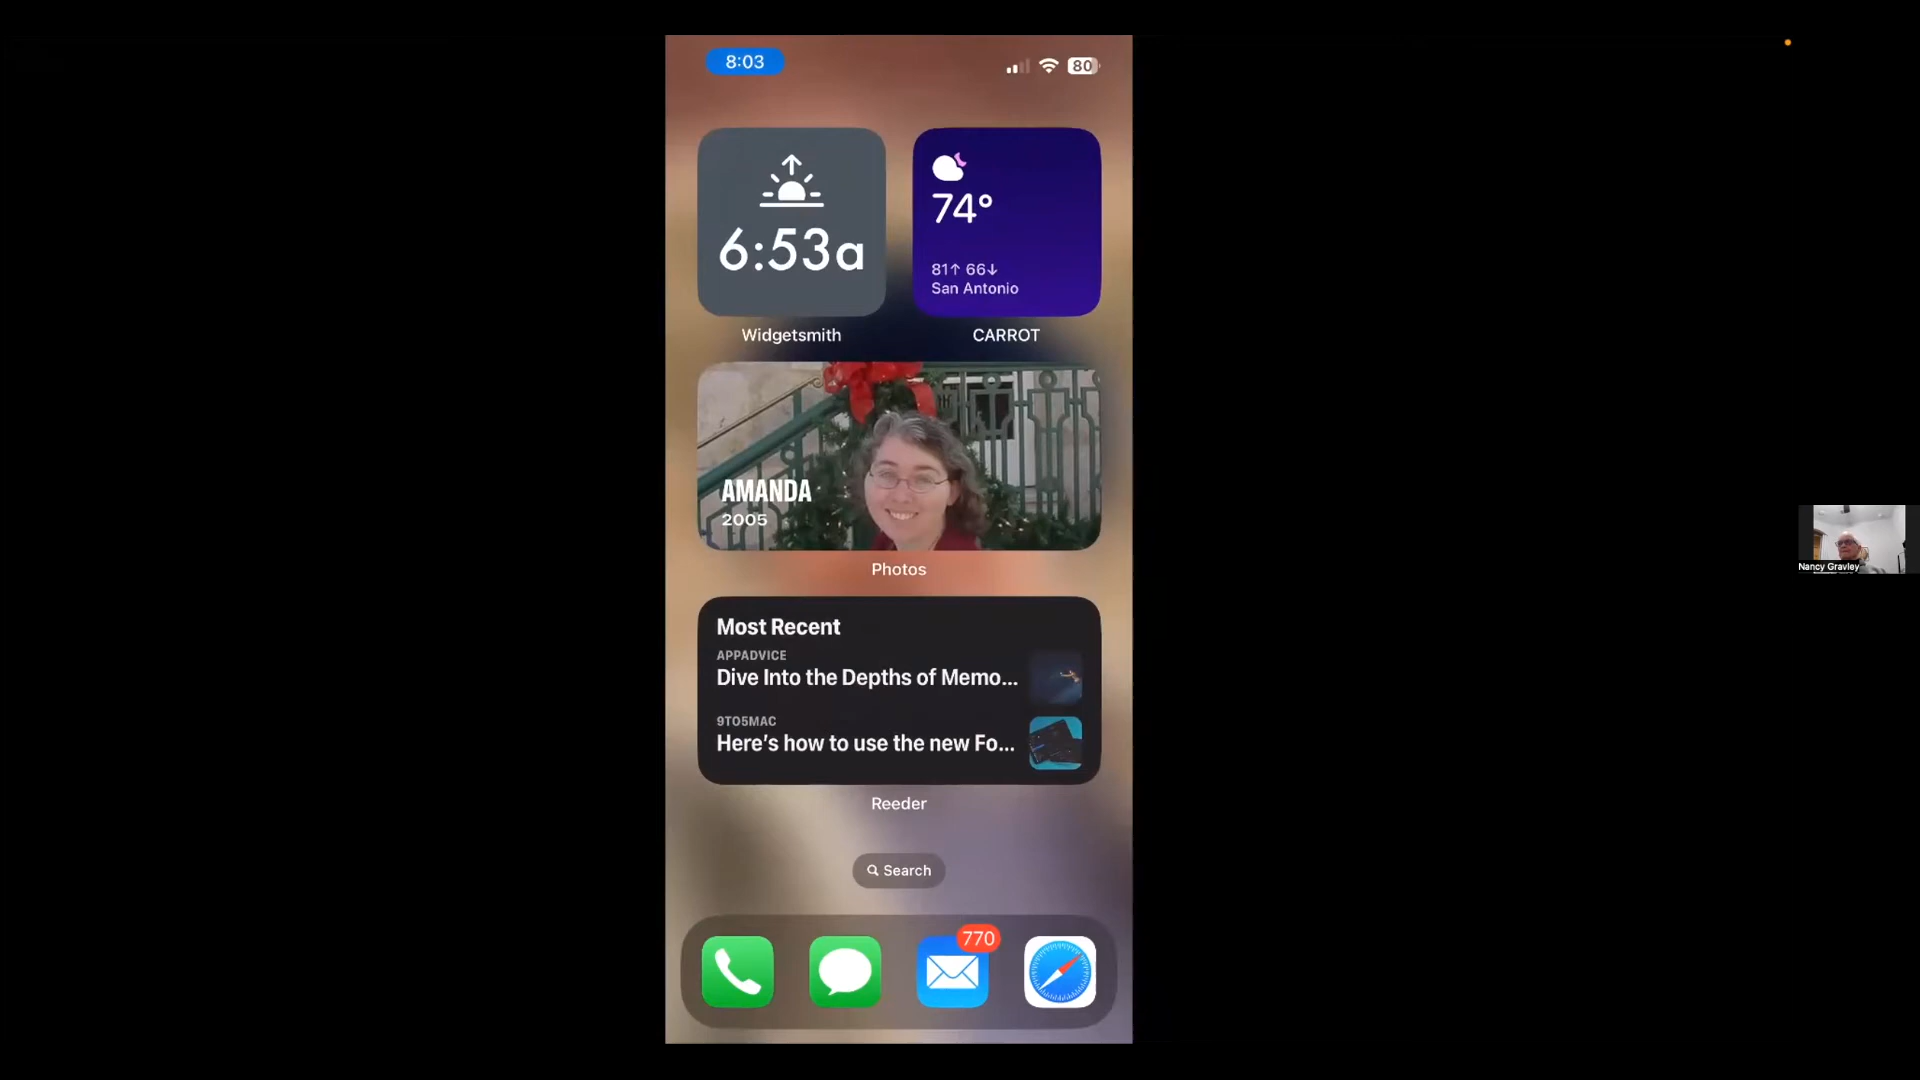 8:03
80
6:53a
Widgetsmith
74°
81↑ 66↓
San Antonio
CARROT
AMANDA
2005
Photos
Most Recent
APPADVICE
Dive Into the Depths of Memo...
9TO5MAC
Here's how to use the new Fo...
Reeder
Search
770
Nancy Gravley